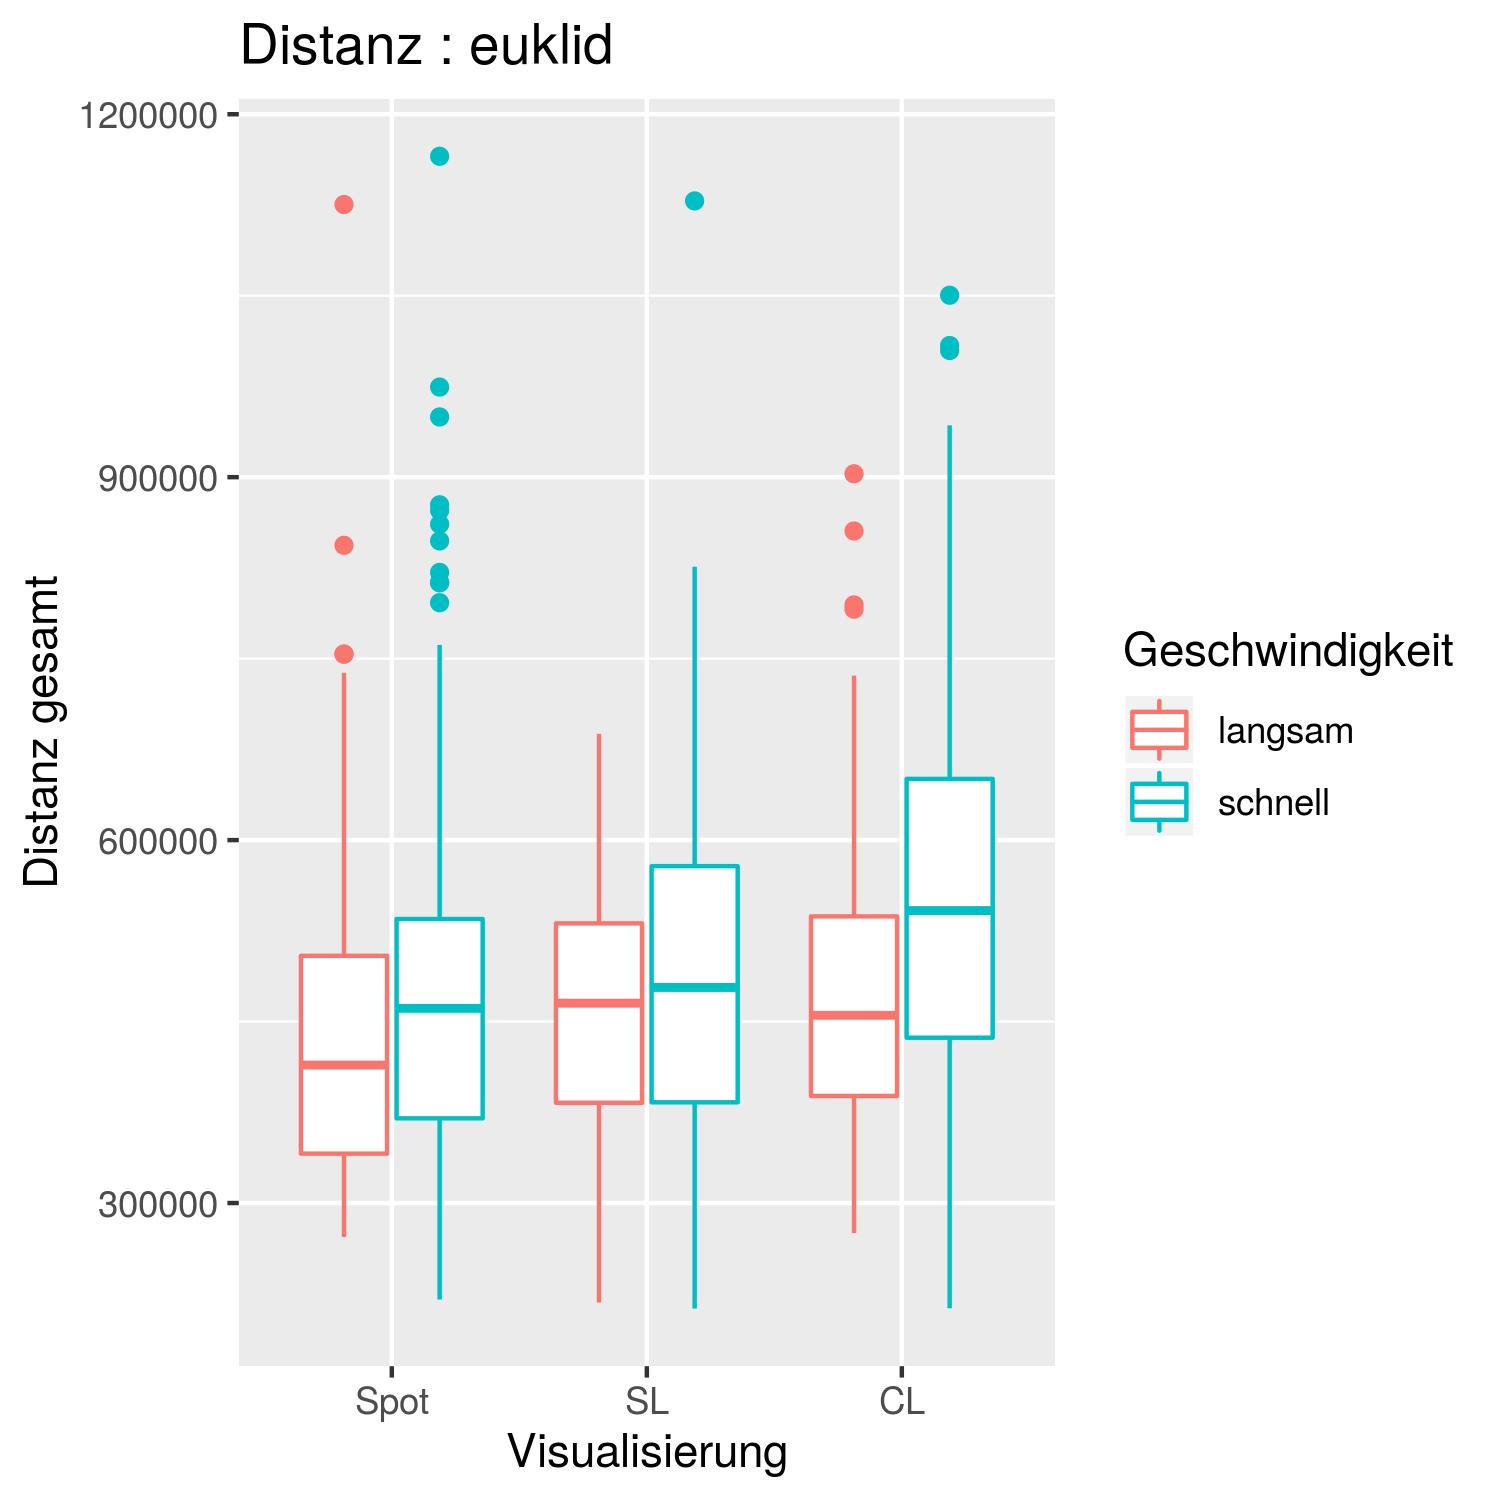 Distanz : euklid
1200000
900000
600000
300000
Distanz gesamt
Spot
SL
CL
Visualisierung
Geschwindigkeit
langsam
schnell